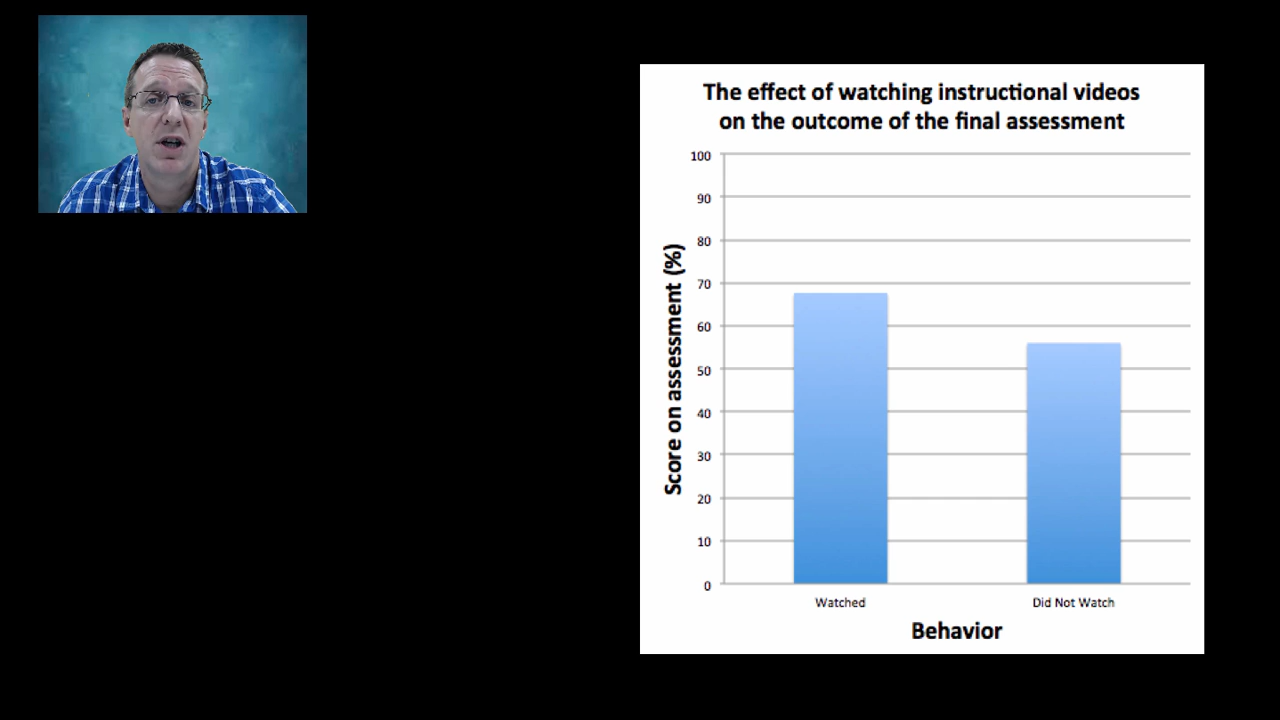 The effect of watching instructional videos
on the outcome of the final assessment
Score on assessment (%)
100
90
80
70
60
50
40
30
20
10
0
Watched
Did Not Watch
Behavior